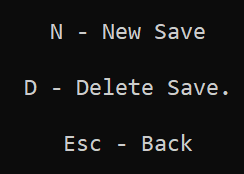 N - New Save
D - Delete Save.
Esc - Back